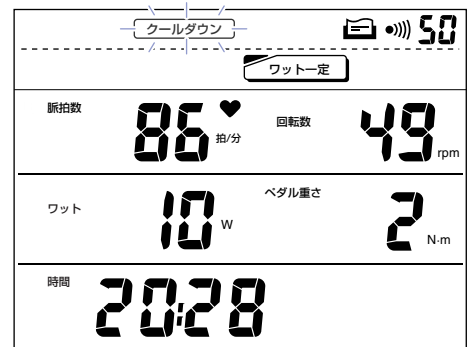 クールダウン 50
ワット一定
脈拍数 86 拍/分 回転数 49 rpm
ワット 10 W ペダル重さ 2 N·m
時間 20:28